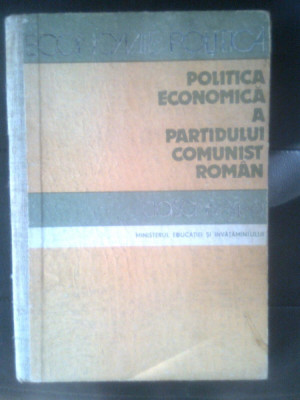 ECONOMIE POLITICĂ
POLITICA
ECONOMICĂ
A
PARTIDULUI
COMUNIST
ROMÂN
MINISTERUL EDUCAȚIEI ȘI ÎNVĂȚĂMÎNTULUI